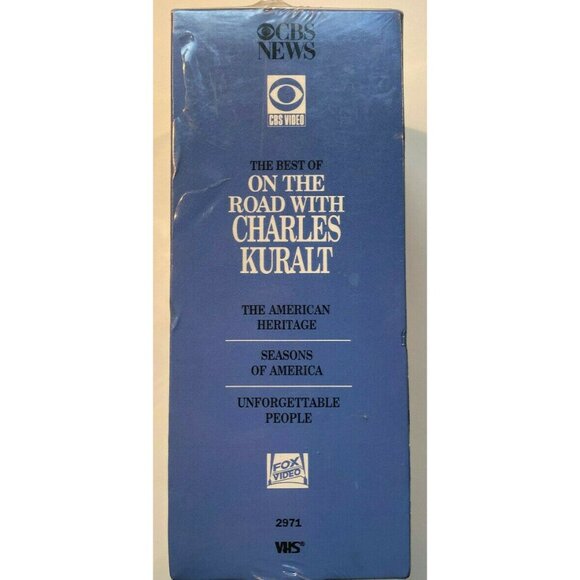 CBS
NEWS
CBS VIDEO
THE BEST OF
ON THE
ROAD WITH
CHARLES
KURALT
THE AMERICAN
HERITAGE
SEASONS
OF AMERICA
UNFORGETTABLE
PEOPLE
FOX
VIDEO
2971
VHS®